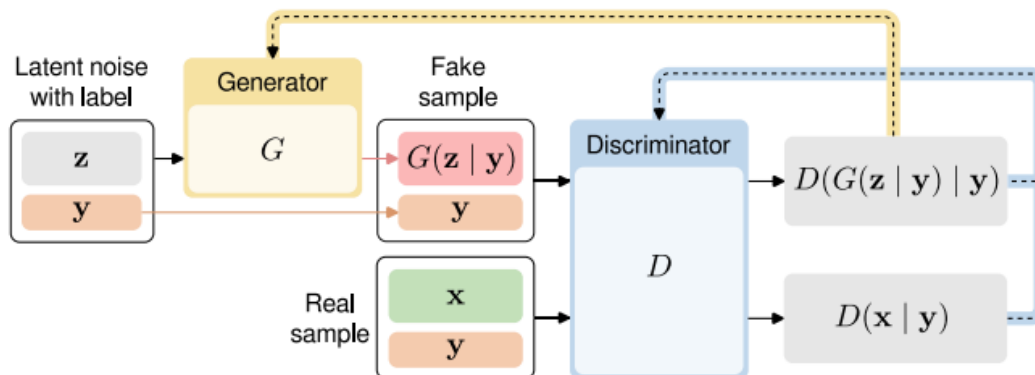 Latent noise
with label
z
y
Generator
G
Fake
sample
G(z | y)
y
Real
sample
x
y
Discriminator
D
D(G(z | y) | y)
D(x | y)